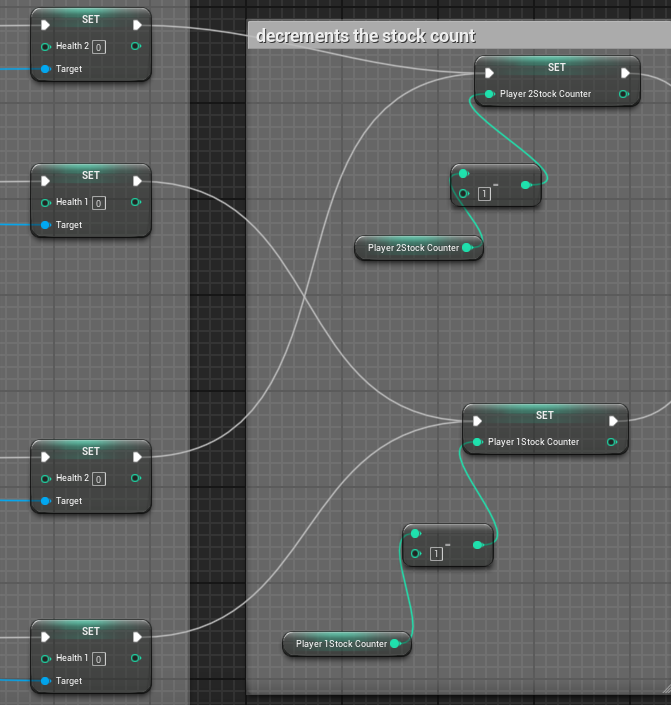 SET
Health 2 0
Target
decrements the stock count
SET
Player 2Stock Counter
SET
Health 1 0
Target
-
1
Player 2Stock Counter
SET
Player 1Stock Counter
SET
Health 2 0
Target
-
1
SET
Health 1 0
Target
Player 1Stock Counter